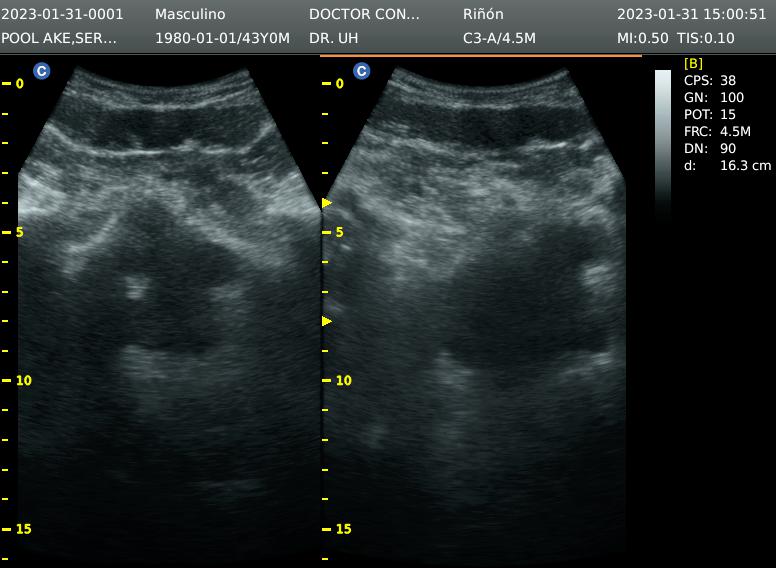 2023-01-31-0001 Masculino DOCTOR CON... Riñón 2023-01-31 15:00:51
POOL AKE,SER... 1980-01-01/43Y0M DR. UH C3-A/4.5M MI:0.50 TIS:0.10
C C [B]
0 0 CPS: 38
GN: 100
POT: 15
FRC: 4.5M
DN: 90
d: 16.3 cm
5 5
10 10
15 15